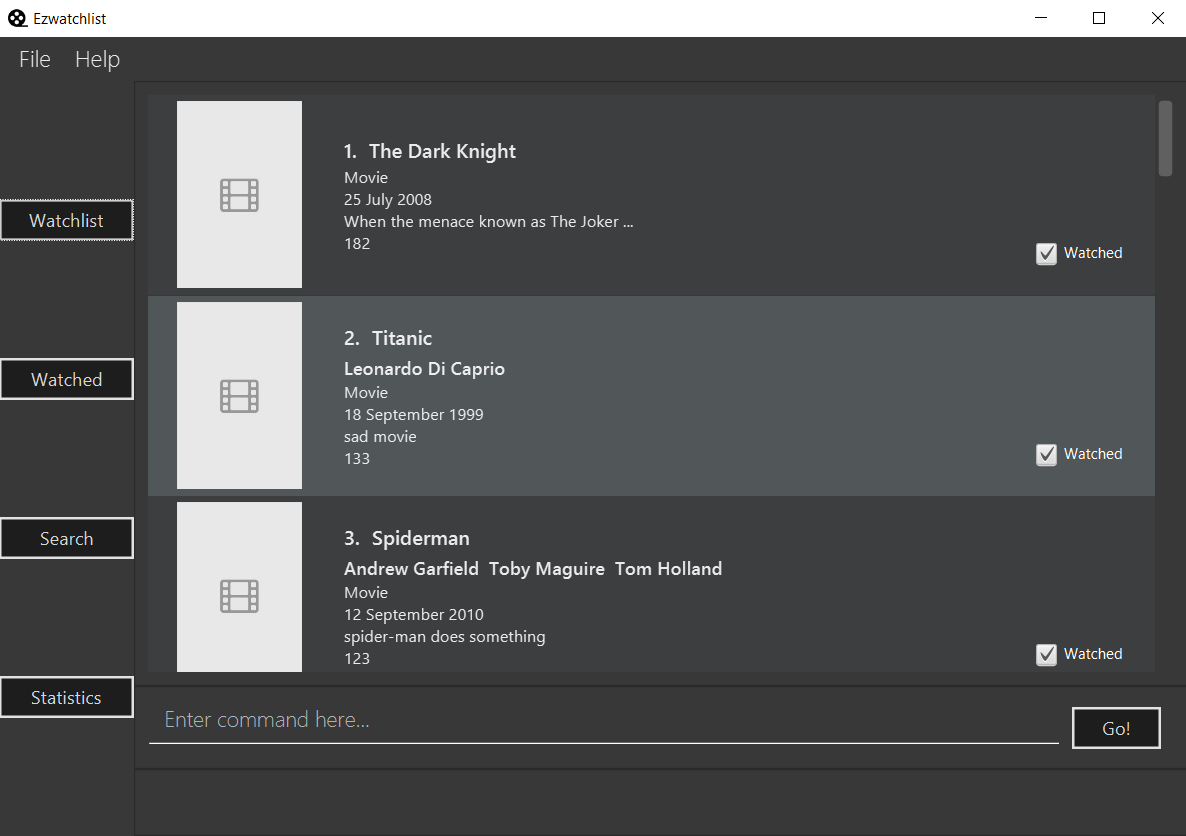 Ezwatchlist
File Help
Watchlist
Watched
Search
Statistics
1. The Dark Knight
Movie
25 July 2008
When the menace known as The Joker ...
182
Watched
2. Titanic
Leonardo Di Caprio
Movie
18 September 1999
sad movie
133
Watched
3. Spiderman
Andrew Garfield Toby Maguire Tom Holland
Movie
12 September 2010
spider-man does something
123
Watched
Enter command here...
Go!